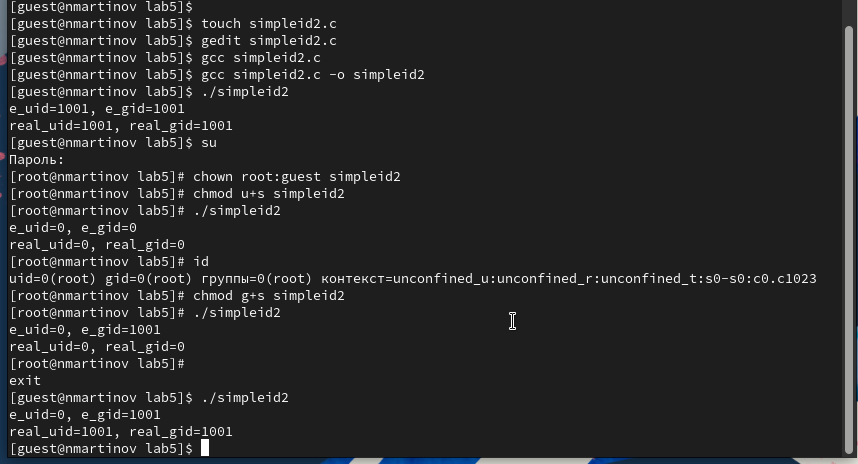 [guest@nmartinov lab5]$
[guest@nmartinov lab5]$ touch simpleid2.c
[guest@nmartinov lab5]$ gedit simpleid2.c
[guest@nmartinov lab5]$ gcc simpleid2.c
[guest@nmartinov lab5]$ gcc simpleid2.c -o simpleid2
[guest@nmartinov lab5]$ ./simpleid2
e_uid=1001, e_gid=1001
real_uid=1001, real_gid=1001
[guest@nmartinov lab5]$ su
Пароль:
[root@nmartinov lab5]# chown root:guest simpleid2
[root@nmartinov lab5]# chmod u+s simpleid2
[root@nmartinov lab5]# ./simpleid2
e_uid=0, e_gid=0
real_uid=0, real_gid=0
[root@nmartinov lab5]# id
uid=0(root) gid=0(root) группы=0(root) контекст=unconfined_u:unconfined_r:unconfined_t:s0-s0:c0.c1023
[root@nmartinov lab5]# chmod g+s simpleid2
[root@nmartinov lab5]# ./simpleid2
e_uid=0, e_gid=1001
real_uid=0, real_gid=0
[root@nmartinov lab5]#
exit
[guest@nmartinov lab5]$ ./simpleid2
e_uid=0, e_gid=1001
real_uid=1001, real_gid=1001
[guest@nmartinov lab5]$